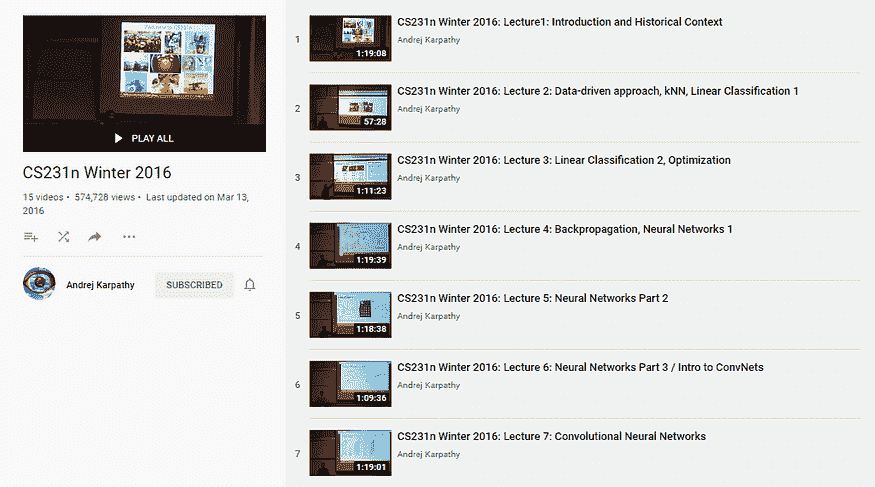 PLAY ALL
CS231n Winter 2016
15 videos • 574,728 views • Last updated on Mar 13,
2016
Andrej Karpathy
SUBSCRIBED
1
1:19:08
CS231n Winter 2016: Lecture1: Introduction and Historical Context
Andrej Karpathy
2
57:28
CS231n Winter 2016: Lecture 2: Data-driven approach, kNN, Linear Classification 1
Andrej Karpathy
3
1:11:23
CS231n Winter 2016: Lecture 3: Linear Classification 2, Optimization
Andrej Karpathy
4
1:19:39
CS231n Winter 2016: Lecture 4: Backpropagation, Neural Networks 1
Andrej Karpathy
5
1:18:38
CS231n Winter 2016: Lecture 5: Neural Networks Part 2
Andrej Karpathy
6
1:09:36
CS231n Winter 2016: Lecture 6: Neural Networks Part 3 / Intro to ConvNets
Andrej Karpathy
7
1:19:01
CS231n Winter 2016: Lecture 7: Convolutional Neural Networks
Andrej Karpathy